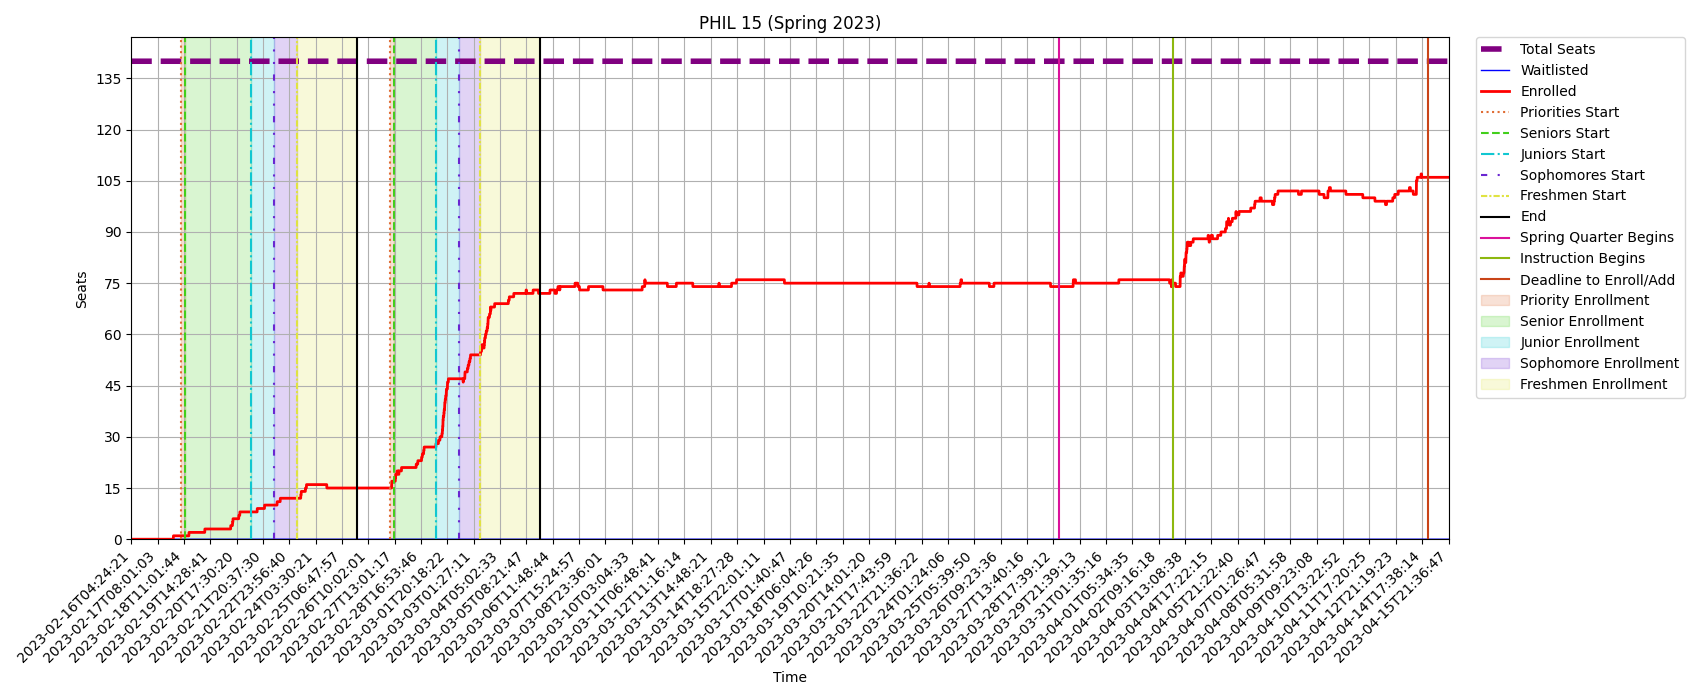 PHIL 15 (Spring 2023)
Seats
135
120
105
90
75
60
45
30
15
0
2023-02-16T04:24:21
2023-02-17T08:01:03
2023-02-18T11:01:44
2023-02-19T14:28:41
2023-02-20T17:30:20
2023-02-21T20:37:30
2023-02-22T23:56:40
2023-02-24T03:30:21
2023-02-25T06:47:57
2023-02-26T10:02:01
2023-02-27T13:01:17
2023-02-28T16:53:46
2023-03-01T20:18:22
2023-03-04T01:27:11
2023-03-04T05:02:33
2023-03-05T08:21:47
2023-03-06T11:48:44
2023-03-07T15:24:57
2023-03-08T23:36:01
2023-03-10T03:04:33
2023-03-11T06:48:41
2023-03-12T11:16:14
2023-03-13T14:48:21
2023-03-14T18:27:28
2023-03-15T22:01:11
2023-03-17T01:40:47
2023-03-18T06:04:26
2023-03-19T10:21:35
2023-03-20T14:01:20
2023-03-21T17:43:59
2023-03-22T21:36:22
2023-03-24T01:24:06
2023-03-25T05:39:50
2023-03-26T09:23:36
2023-03-27T13:40:16
2023-03-28T17:39:12
2023-03-29T21:39:13
2023-03-31T01:35:16
2023-04-01T05:34:35
2023-04-02T09:16:18
2023-04-03T13:08:38
2023-04-04T17:22:15
2023-04-05T21:22:40
2023-04-07T01:26:47
2023-04-08T05:31:58
2023-04-09T09:23:08
2023-04-10T13:22:52
2023-04-11T17:20:25
2023-04-12T21:19:23
2023-04-14T17:38:14
2023-04-15T21:36:47
Time
Total Seats
Waitlisted
Enrolled
Priorities Start
Seniors Start
Juniors Start
Sophomores Start
Freshmen Start
End
Spring Quarter Begins
Instruction Begins
Deadline to Enroll/Add
Priority Enrollment
Senior Enrollment
Junior Enrollment
Sophomore Enrollment
Freshmen Enrollment